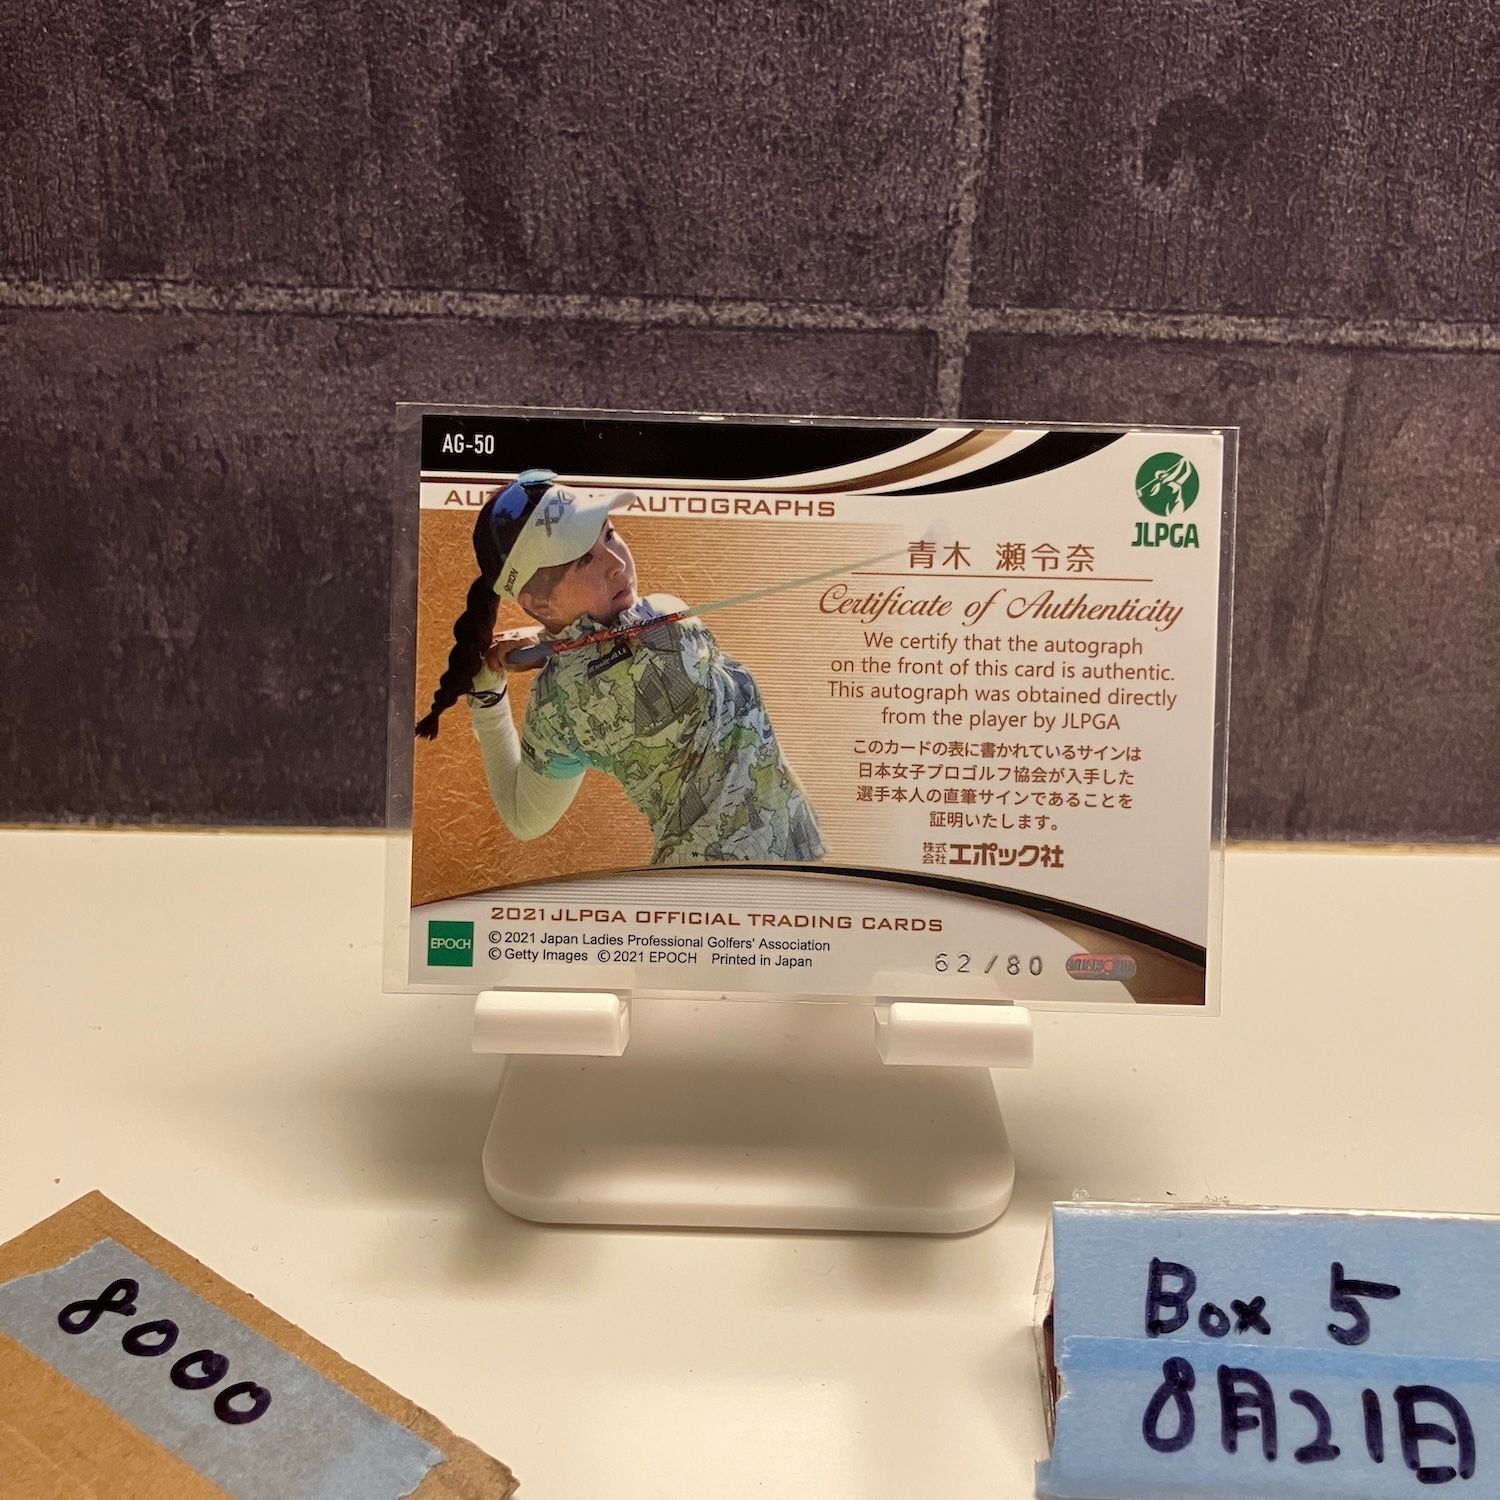 AG-50
AUTOGRAPHS
JLPGA
青木 瀬令奈
Certificate of Authenticity
We certify that the autograph
on the front of this card is authentic.
This autograph was obtained directly
from the player by JLPGA
このカードの表に書かれているサインは
日本女子プロゴルフ協会が入手した
選手本人の直筆サインであることを
証明いたします。
株式会社エポック社
2021 JLPGA OFFICIAL TRADING CARDS
EPOCH
© 2021 Japan Ladies Professional Golfers' Association
© Getty Images © 2021 EPOCH Printed in Japan
62/80
8000
Box 5
8月21日